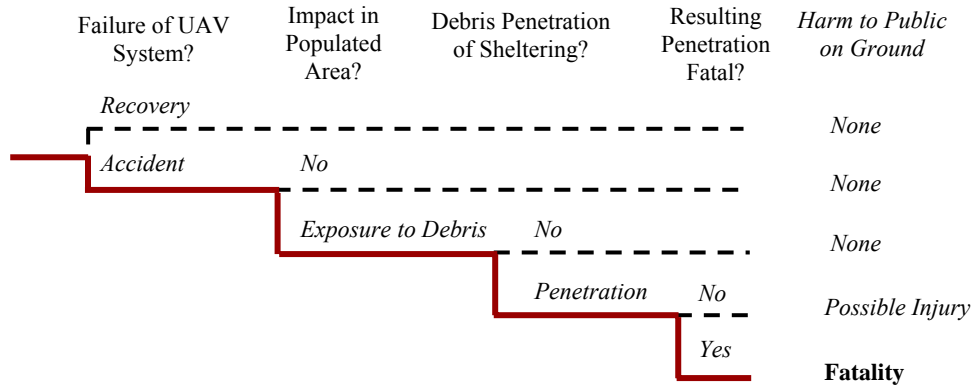 Failure of UAV
System?
Impact in
Populated
Area?
Debris Penetration
of Sheltering?
Resulting
Penetration
Fatal?
Harm to Public
on Ground
Recovery
None
Accident
No
None
Exposure to Debris
No
None
Penetration
No
Possible Injury
Yes
Fatality